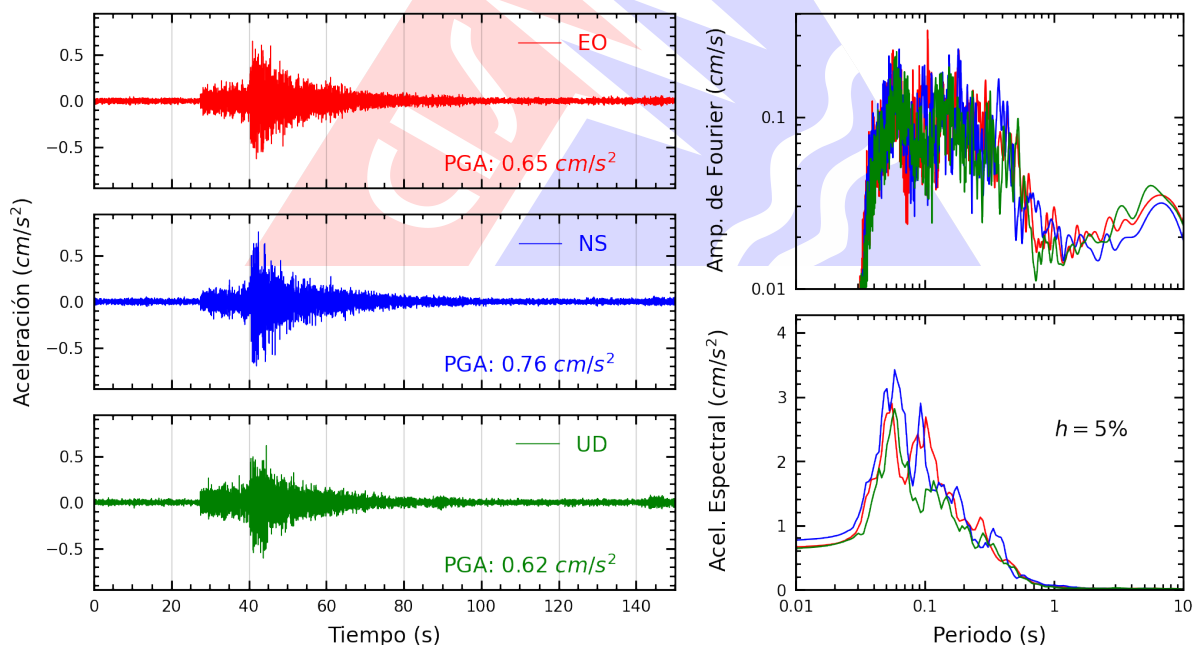 Aceleración (cm/s²)
0.5
0.0
−0.5
EO
PGA: 0.65 cm/s²
0.5
0.0
−0.5
NS
PGA: 0.76 cm/s²
0.5
0.0
−0.5
UD
PGA: 0.62 cm/s²
0 20 40 60 80 100 120 140
Tiempo (s)
Amp. de Fourier (cm/s)
0.1
0.01
Acel. Espectral (cm/s²)
4
3
2
1
0
h = 5%
0.01 0.1 1 10
Periodo (s)